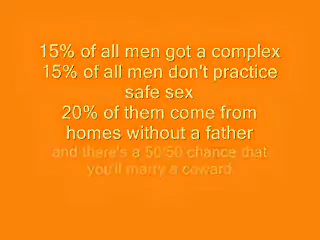 15% of all men got a complex
15% of all men don't practice
safe sex
20% of them come from
homes without a father
and there's a 50/50 chance that
you'll marry a coward